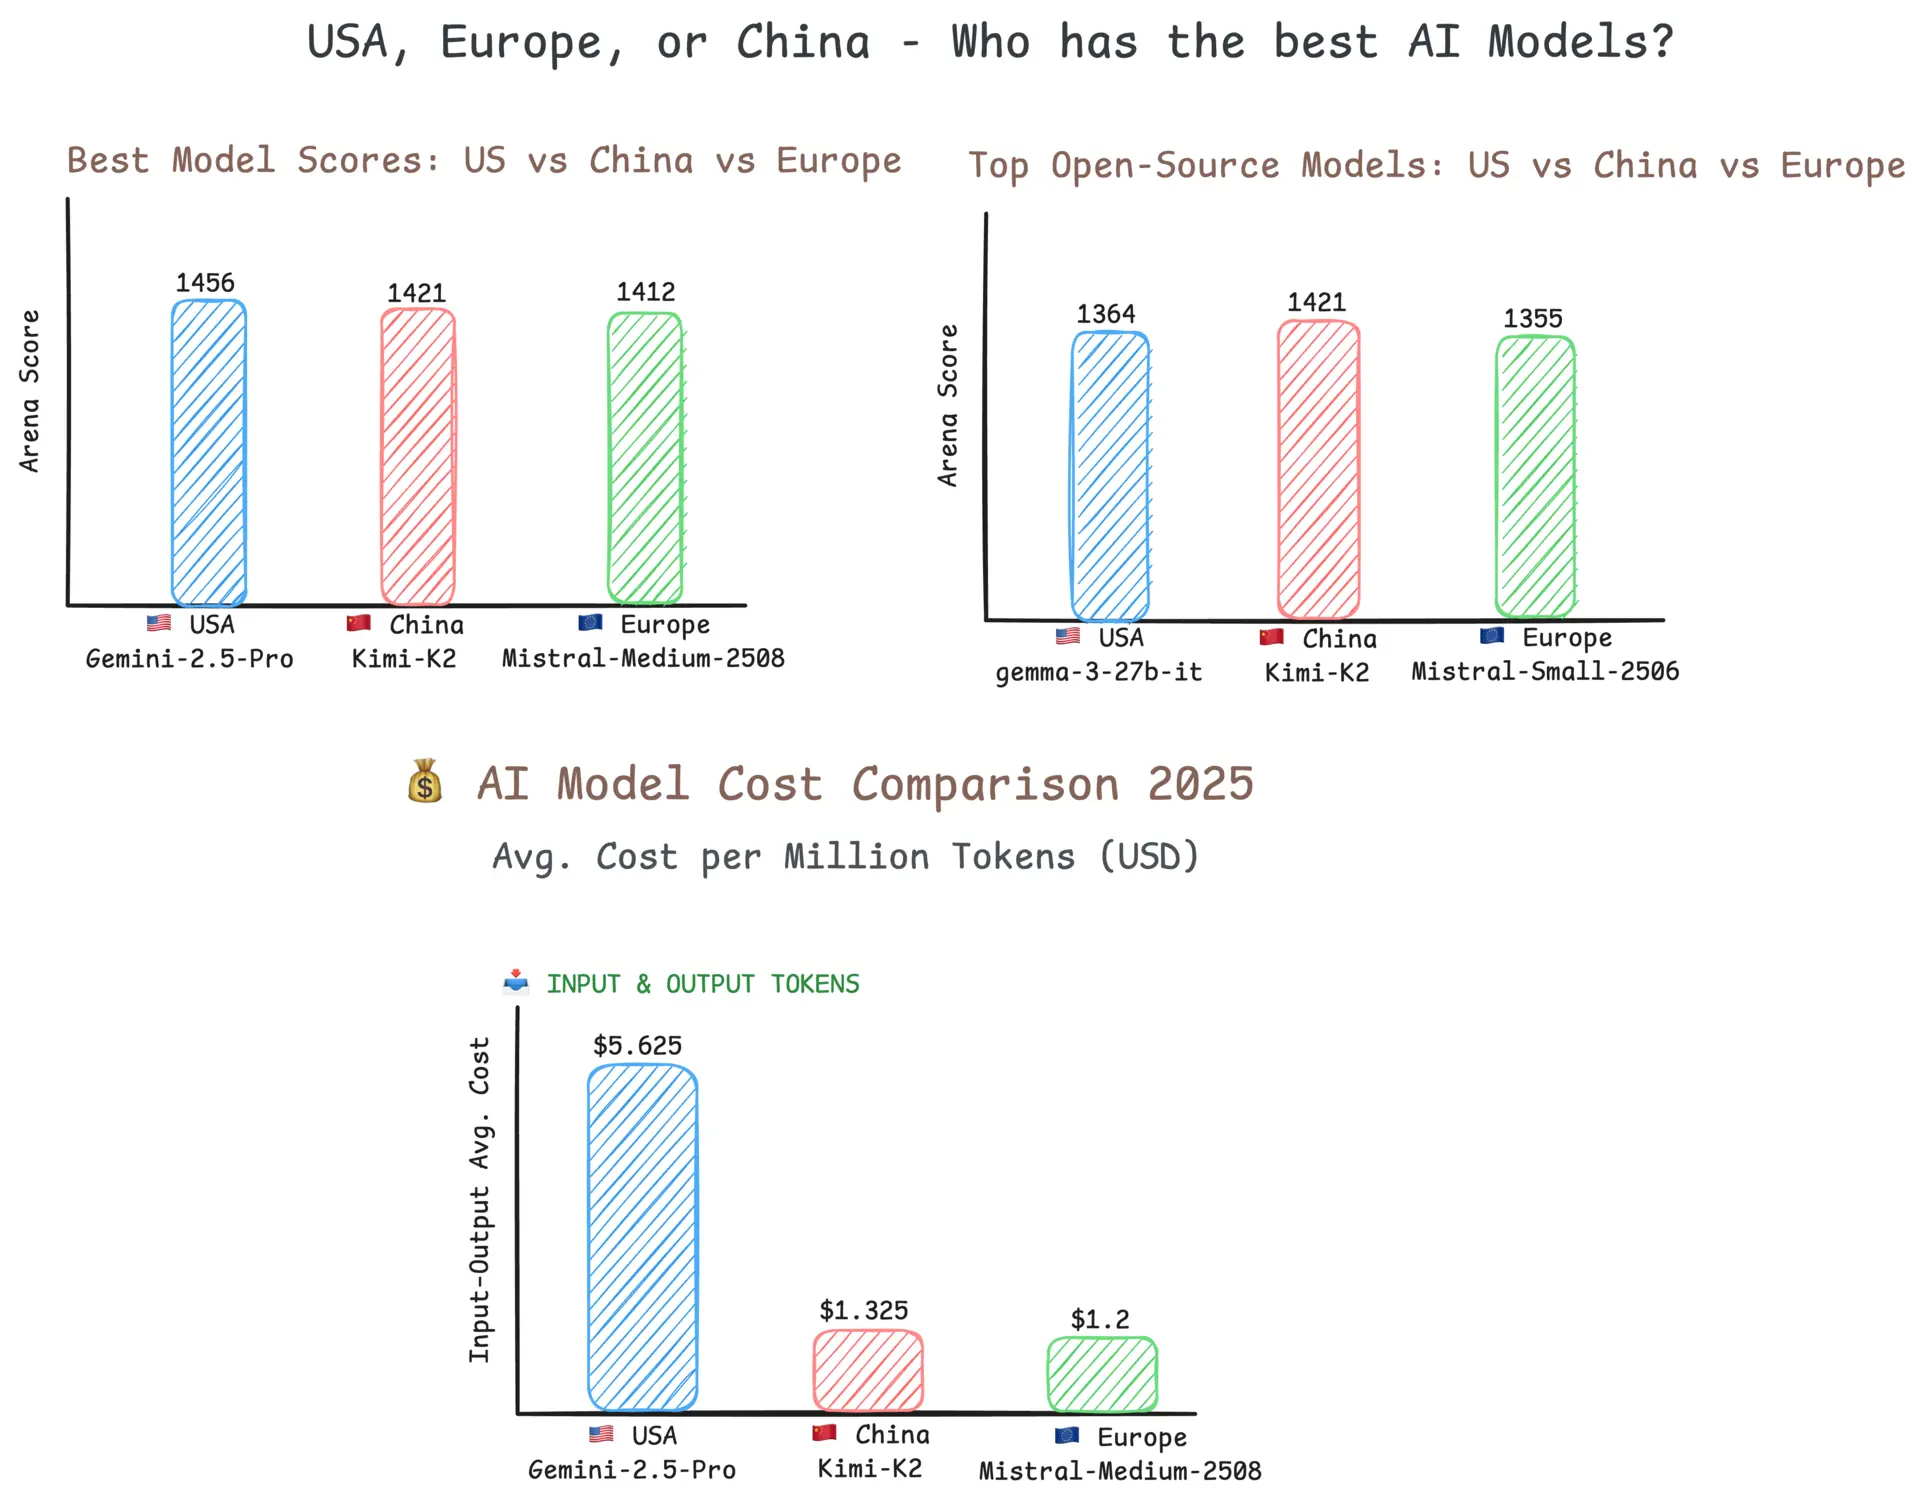 USA, Europe, or China - Who has the best AI Models?
Best Model Scores: US vs China vs Europe
Arena Score
1456
1421
1412
USA
Gemini-2.5-Pro
China
Kimi-K2
Europe
Mistral-Medium-2508
Top Open-Source Models: US vs China vs Europe
Arena Score
1364
1421
1355
USA
gemma-3-27b-it
China
Kimi-K2
Europe
Mistral-Small-2506
$ AI Model Cost Comparison 2025
Avg. Cost per Million Tokens (USD)
INPUT & OUTPUT TOKENS
Input-Output Avg. Cost
$5.625
$1.325
$1.2
USA
Gemini-2.5-Pro
China
Kimi-K2
Europe
Mistral-Medium-2508